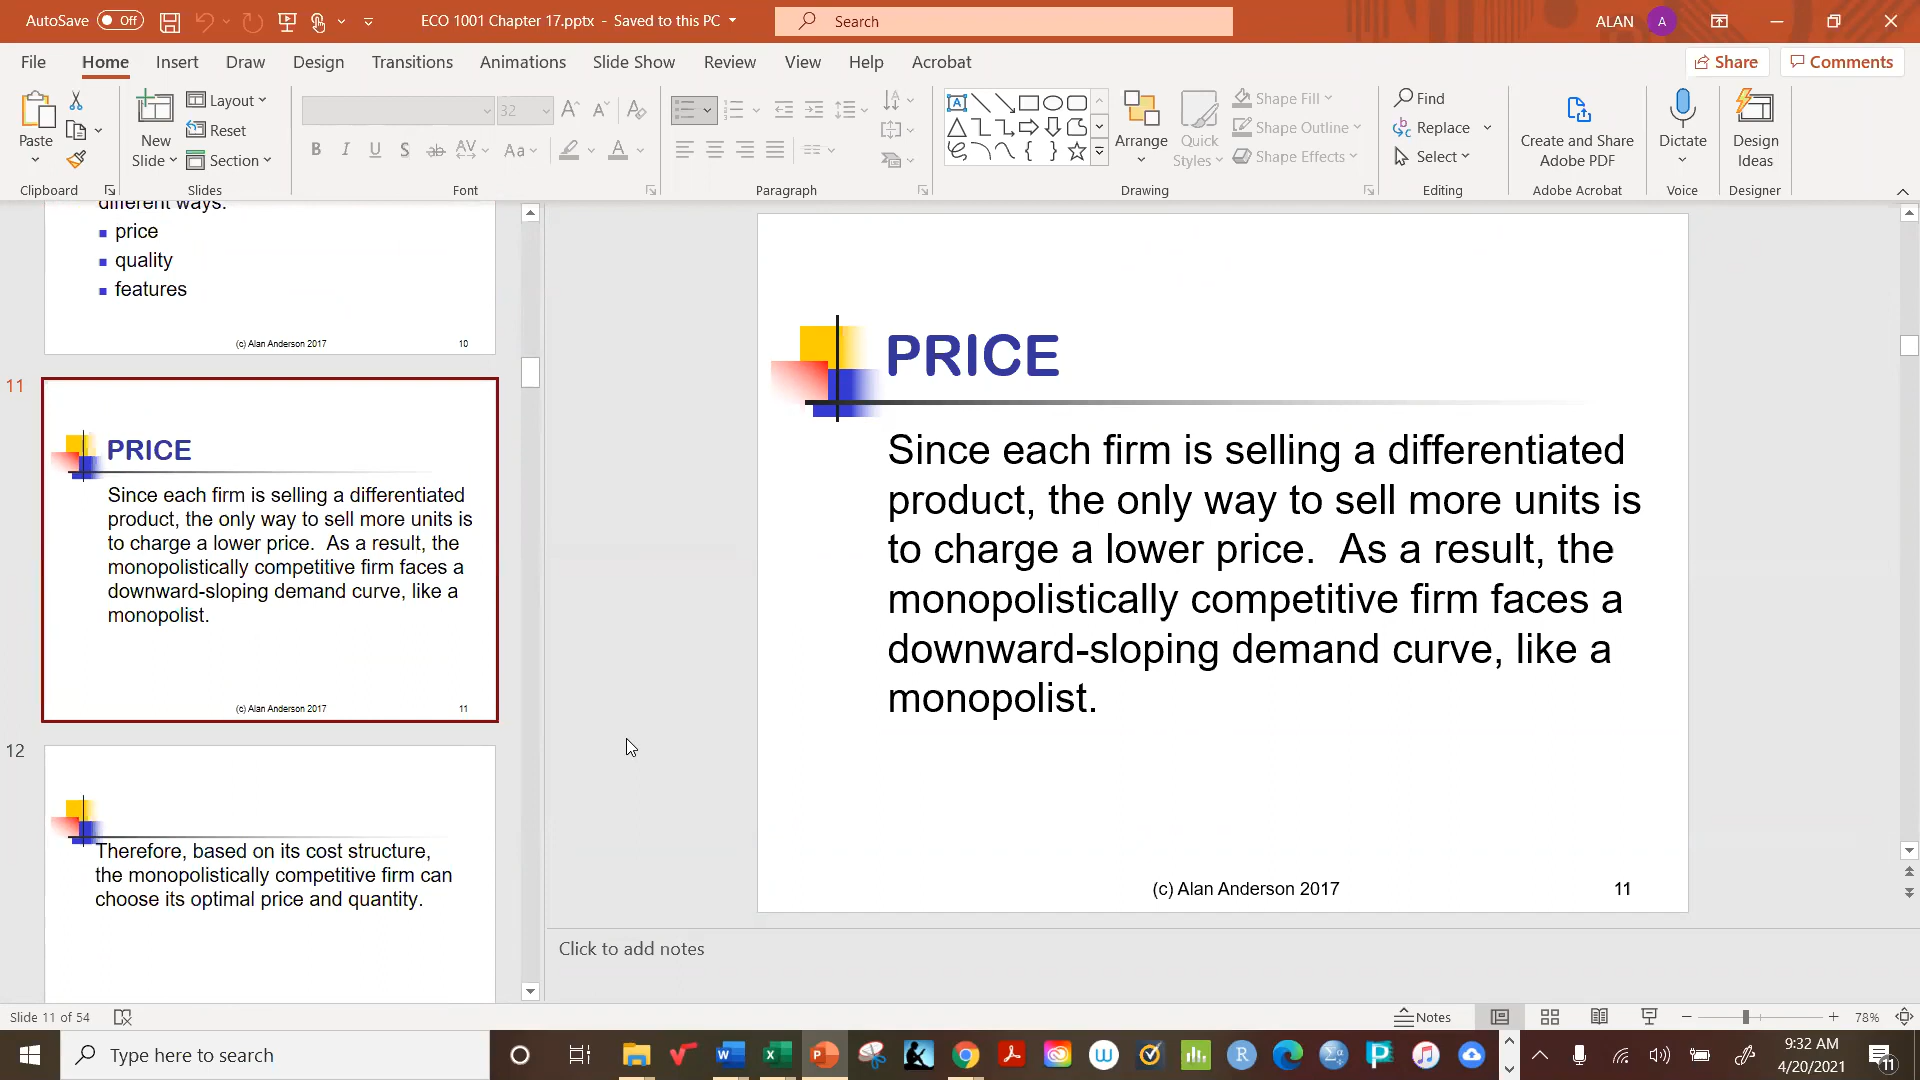 AutoSave Off ECO 1001 Chapter 17.pptx - Saved to this PC Search ALAN A
File Home Insert Draw Design Transitions Animations Slide Show Review View Help Acrobat Share Comments
Paste
New
Slide
Layout
Reset
Section
32
B I U S ab AV Aa A
Arrange
Quick
Styles
Shape Fill
Shape Outline
Shape Effects
Find
Replace
Select
Create and Share
Adobe PDF
Dictate
Design
Ideas
Clipboard Slides Font Paragraph Drawing Editing Adobe Acrobat Voice Designer
different ways:
price
quality
features
(c) Alan Anderson 2017 10
11
PRICE
Since each firm is selling a differentiated
product, the only way to sell more units is
to charge a lower price.  As a result, the
monopolistically competitive firm faces a
downward-sloping demand curve, like a
monopolist.
(c) Alan Anderson 2017 11
12
Therefore, based on its cost structure,
the monopolistically competitive firm can
choose its optimal price and quantity.
PRICE
Since each firm is selling a differentiated
product, the only way to sell more units is
to charge a lower price.  As a result, the
monopolistically competitive firm faces a
downward-sloping demand curve, like a
monopolist.
(c) Alan Anderson 2017 11
Click to add notes
Slide 11 of 54 Notes 78%
Type here to search
9:32 AM
4/20/2021
11